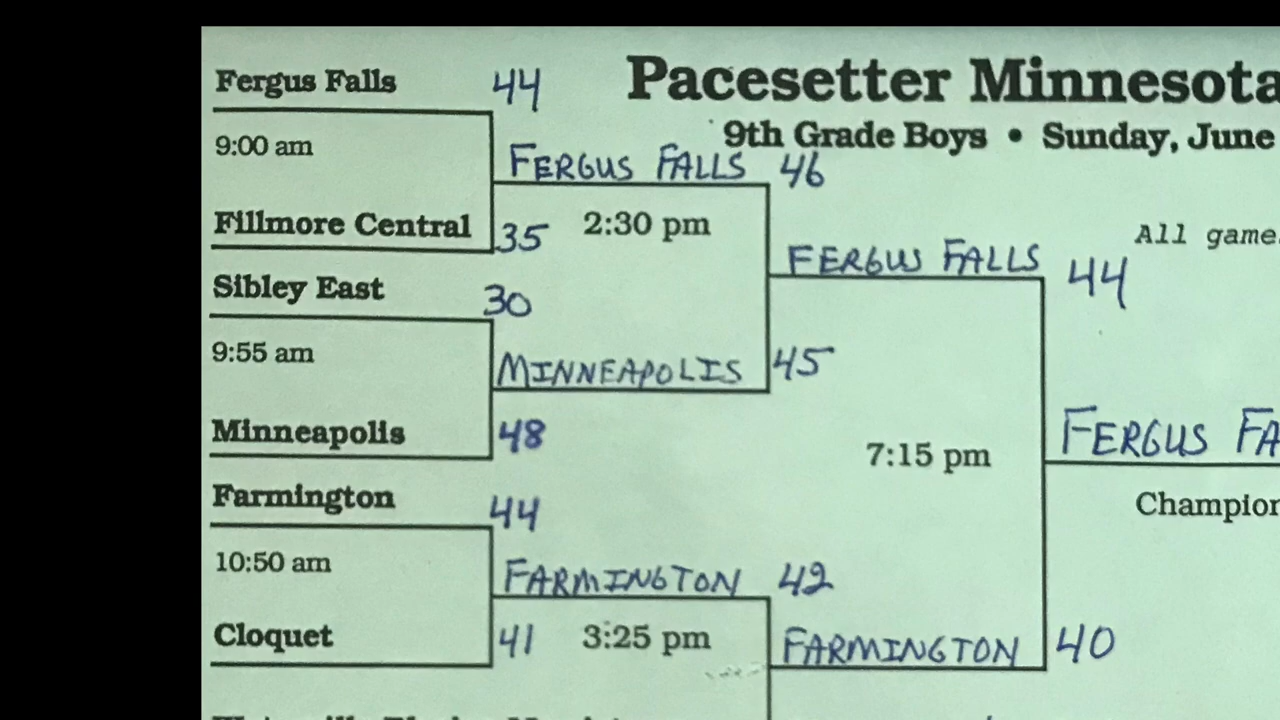 Fergus Falls 44
Pacesetter Minnesota
9th Grade Boys • Sunday, June
9:00 am
FERGUS FALLS 46
Fillmore Central 35
2:30 pm
All game
FERGUS FALLS 44
Sibley East 30
9:55 am
MINNEAPOLIS 45
Minneapolis 48
FERGUS FA
7:15 pm
Farmington 44
Champion
10:50 am
FARMINGTON 42
Cloquet 41
3:25 pm
FARMINGTON 40